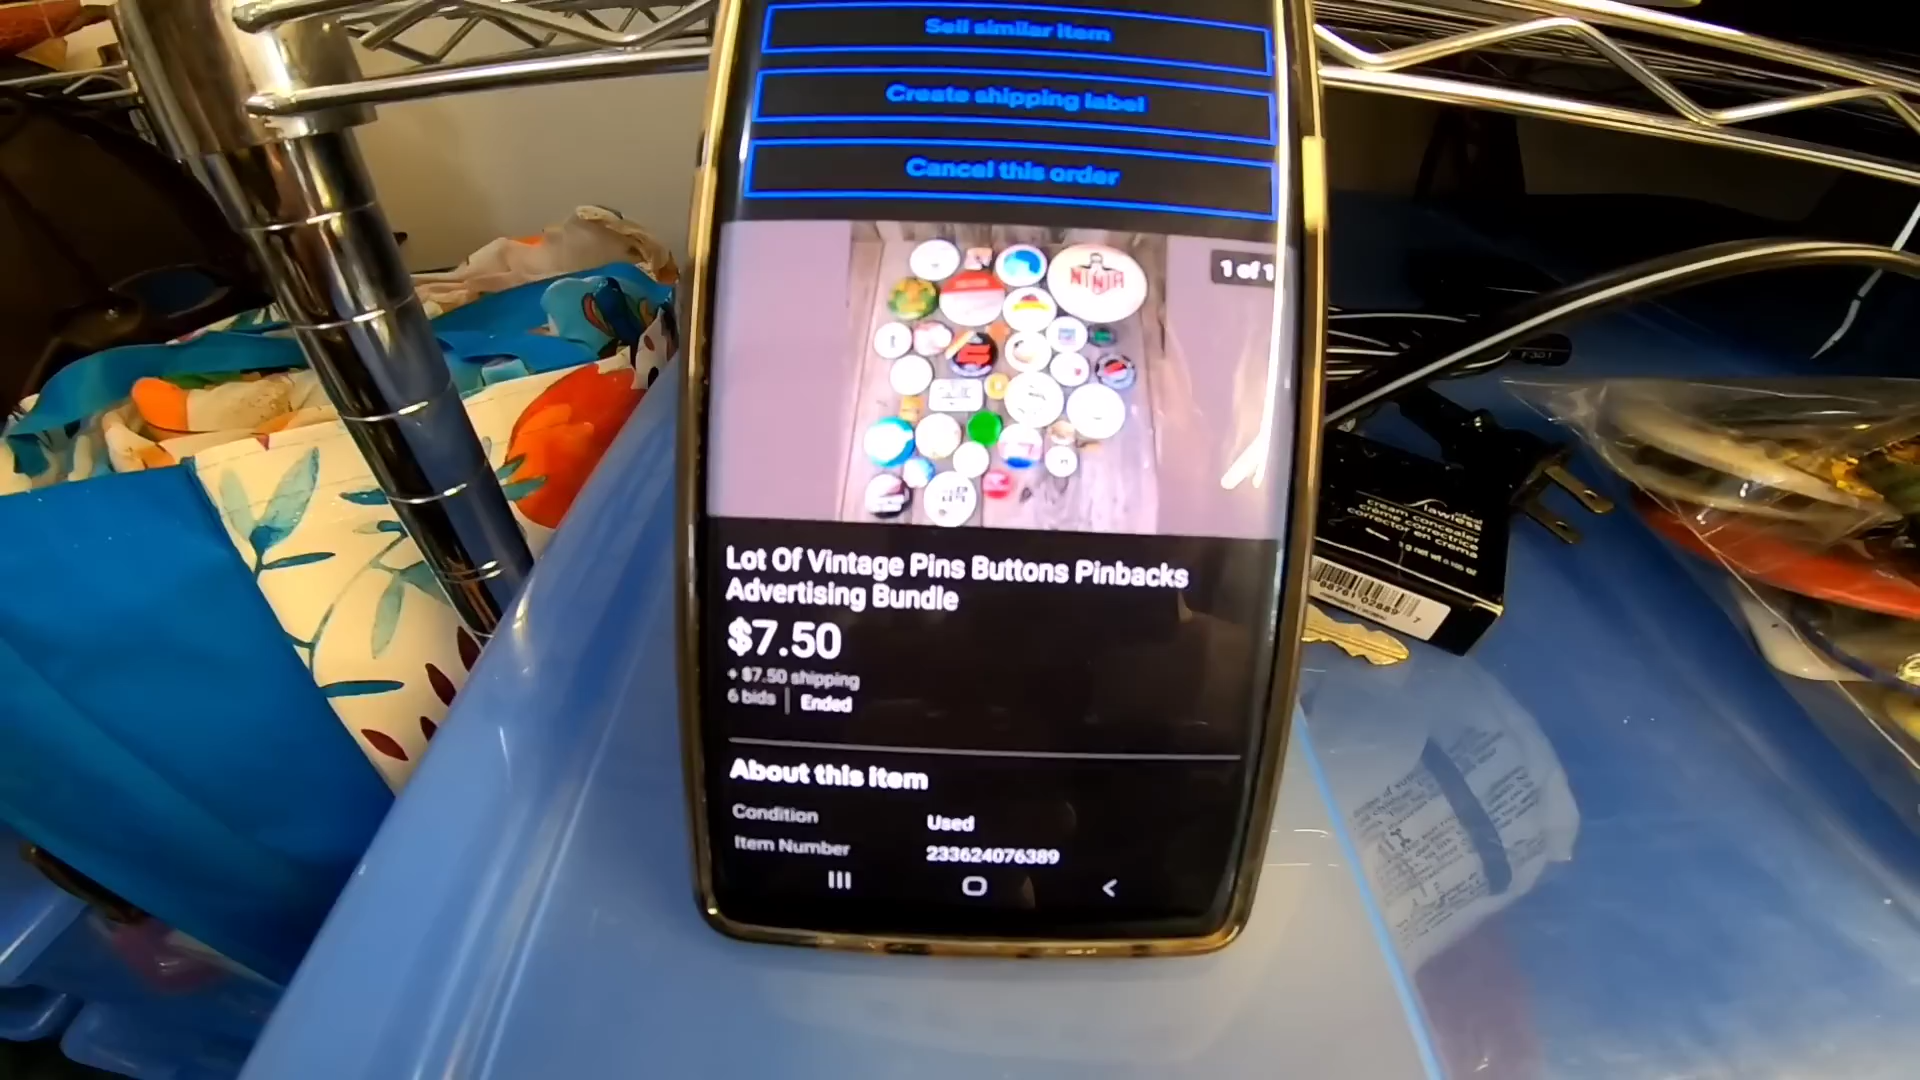 Sell similar item
Create shipping label
Cancel this order
1 of 1
NINJA
Lot Of Vintage Pins Buttons Pinbacks
Advertising Bundle
$7.50
+ $7.50 shipping
6 bids | Ended
About this item
Condition Used
Item Number 233624076389
lawless
cream concealer
crème correctrice
corrector en crema